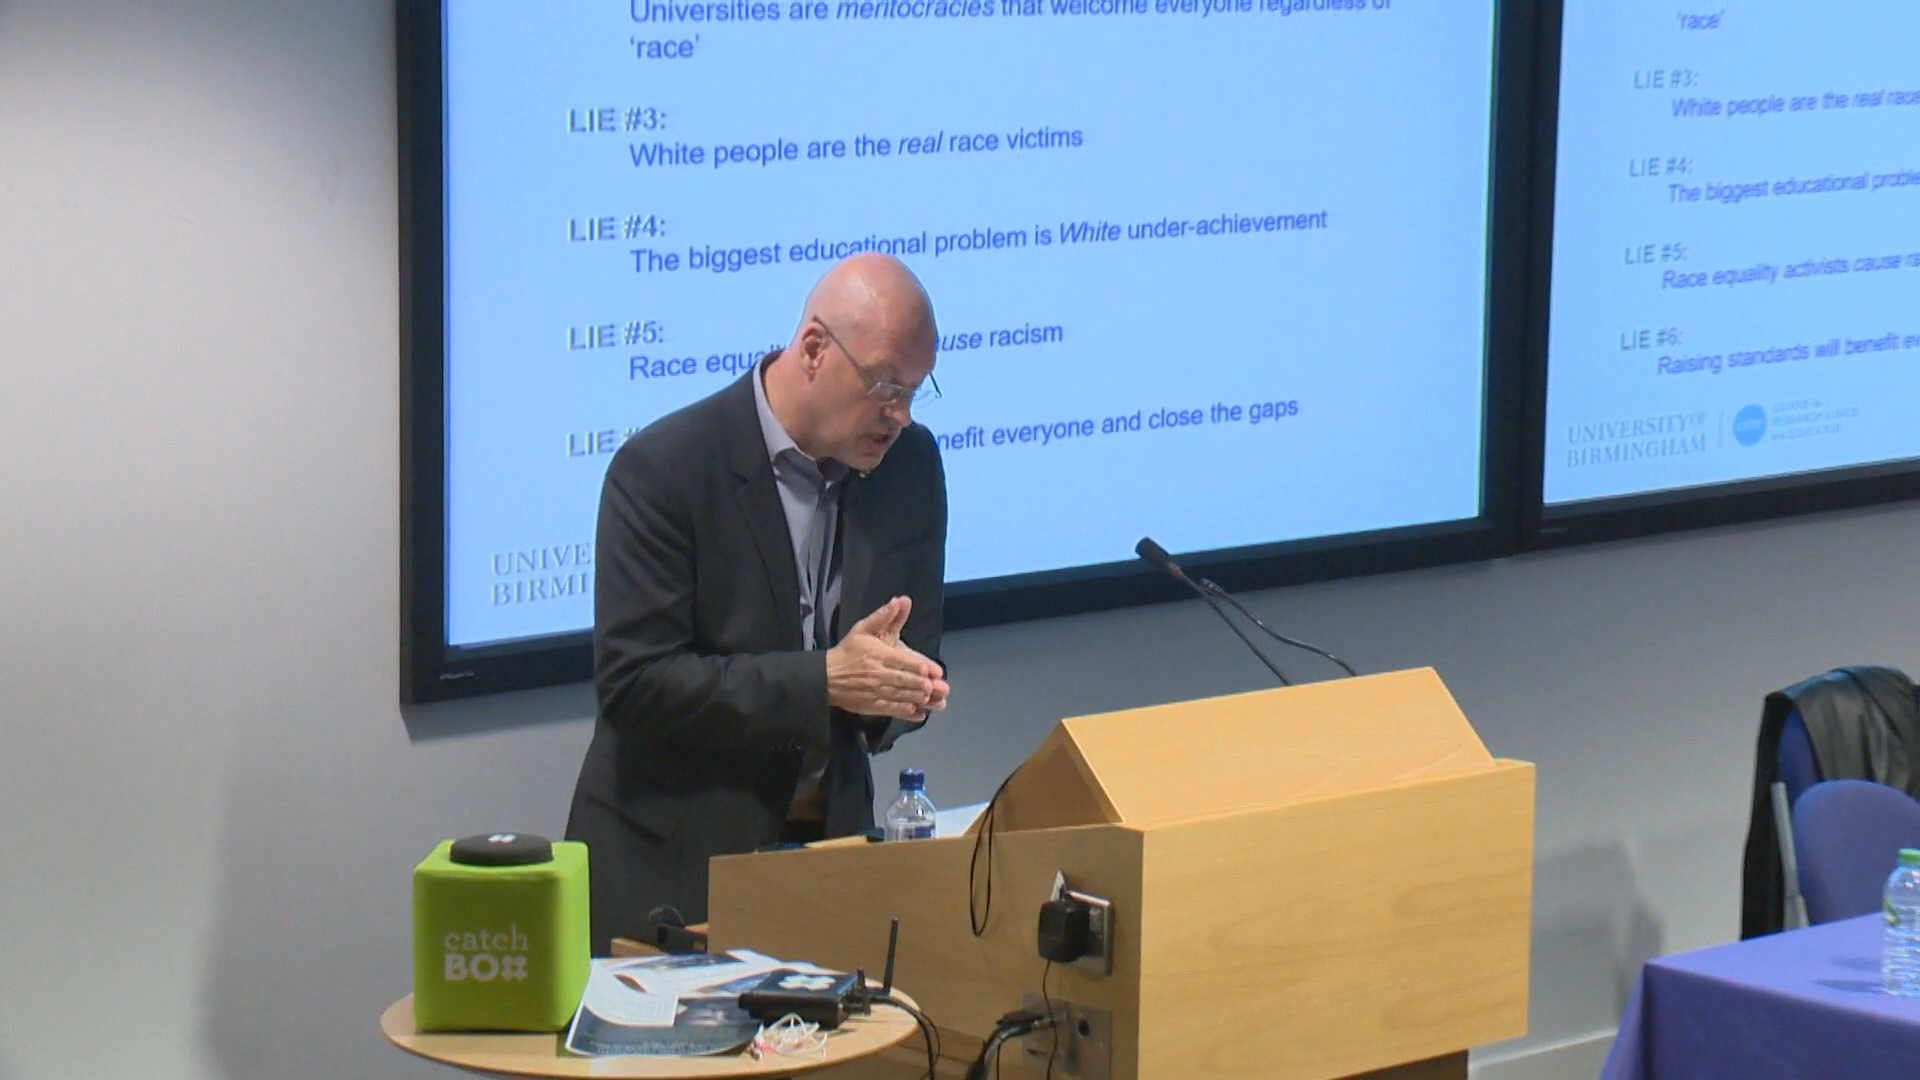 Universities are meritocracies that welcome everyone regardless of
'race'
LIE #3:
White people are the real race victims
LIE #4:
The biggest educational problem is White under-achievement
LIE #5:
Race equ use racism
LIE
nefit everyone and close the gaps
UNIVE
BIRMI
'race'
LIE #3:
White people are the real race
LIE #4:
The biggest educational proble
LIE #5:
Race equality activists cause ra
LIE #6:
Raising standards will benefit ev
UNIVERSITY OF
BIRMINGHAM
catch
BOX